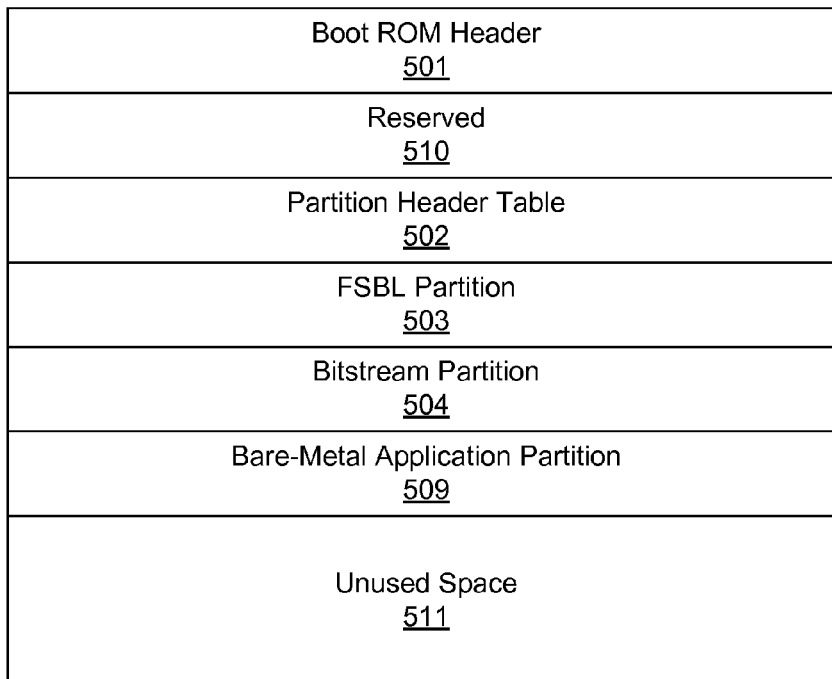 Boot ROM Header
501
Reserved
510
Partition Header Table
502
FSBL Partition
503
Bitstream Partition
504
Bare-Metal Application Partition
509
Unused Space
511